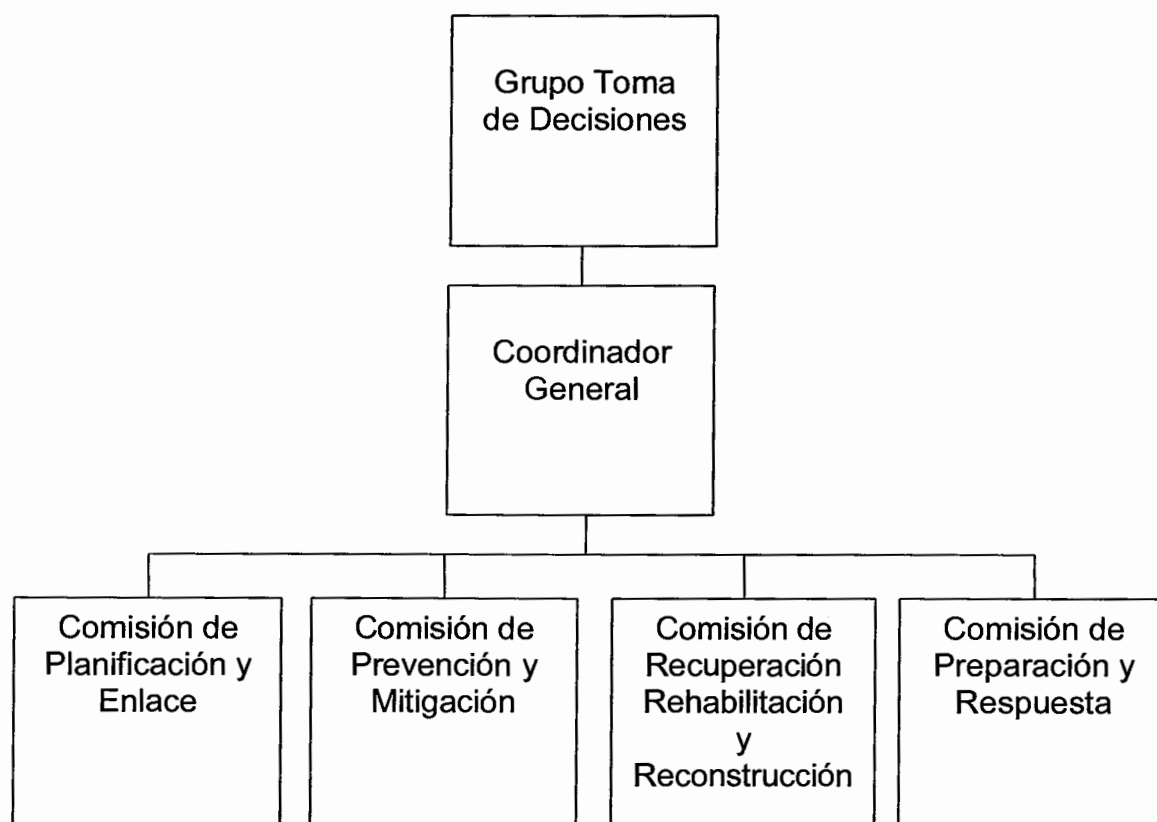 Grupo Toma
de Decisiones
Coordinador
General
Comisión de
Planificación y
Enlace
Comisión de
Prevención y
Mitigación
Comisión de
Recuperación
Rehabilitación
y
Reconstrucción
Comisión de
Preparación y
Respuesta